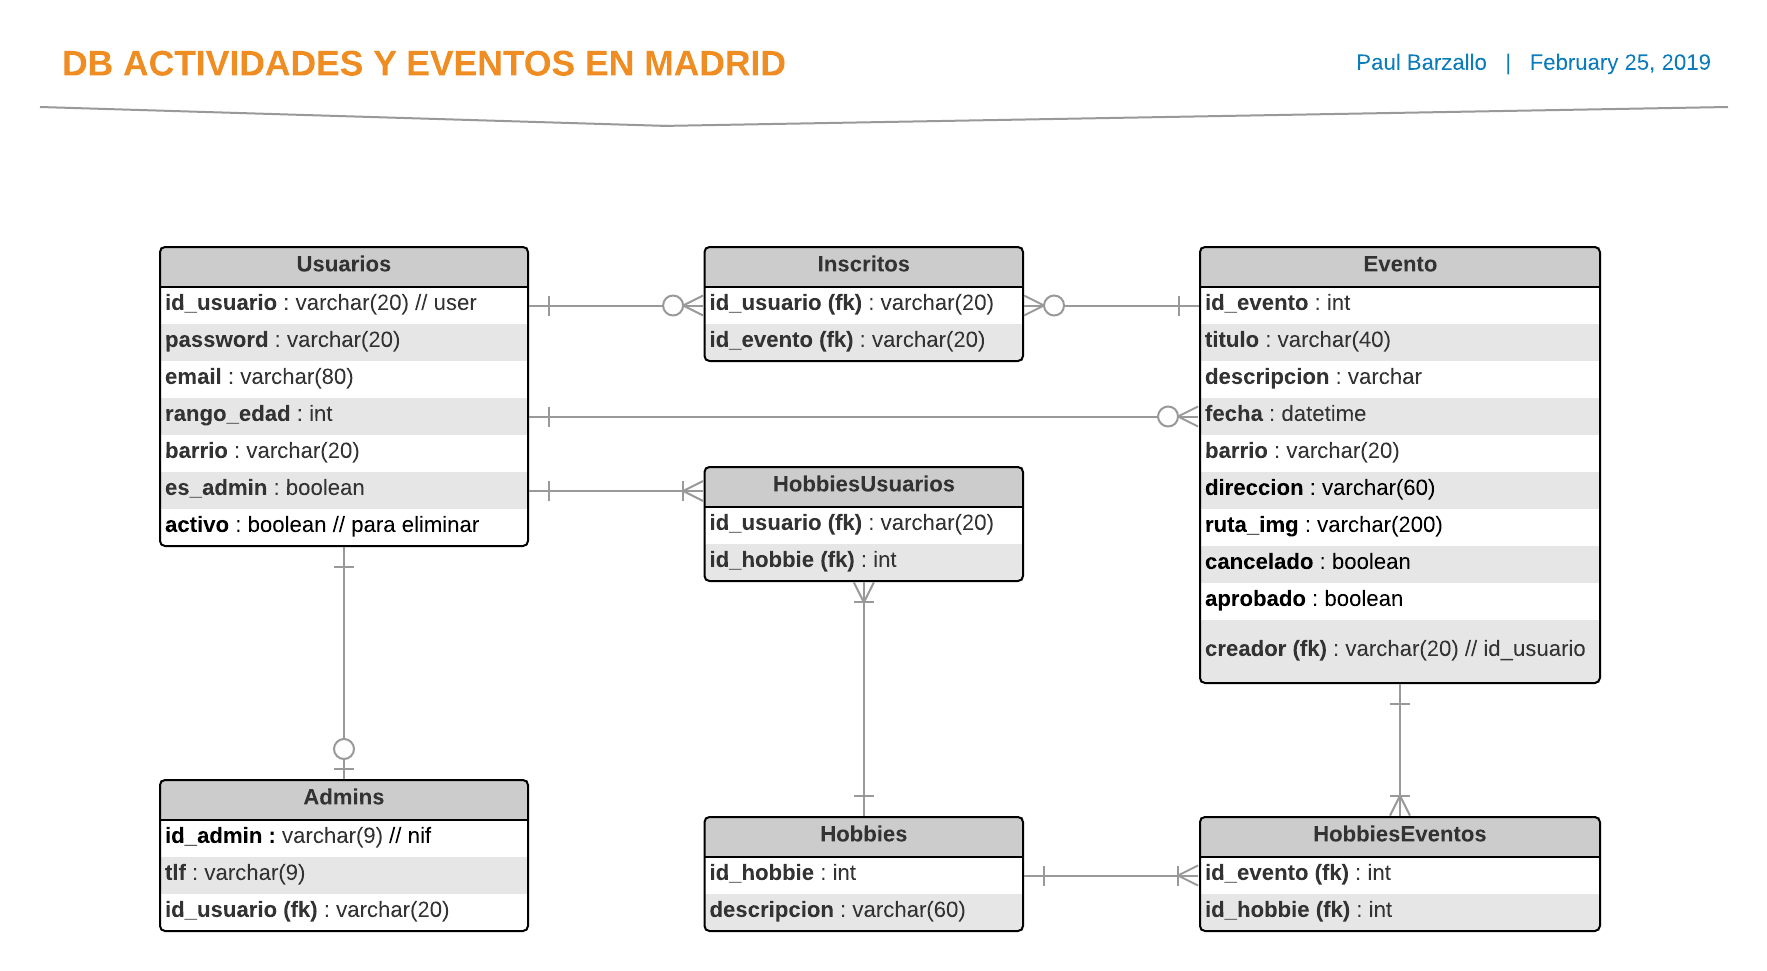 DB ACTIVIDADES Y EVENTOS EN MADRID
Paul Barzallo | February 25, 2019
Usuarios
id_usuario : varchar(20) // user
password : varchar(20)
email : varchar(80)
rango_edad : int
barrio : varchar(20)
es_admin : boolean
activo : boolean // para eliminar
Inscritos
id_usuario (fk) : varchar(20)
id_evento (fk) : varchar(20)
Evento
id_evento : int
titulo : varchar(40)
descripcion : varchar
fecha : datetime
barrio : varchar(20)
direccion : varchar(60)
ruta_img : varchar(200)
cancelado : boolean
aprobado : boolean
creador (fk) : varchar(20) // id_usuario
HobbiesUsuarios
id_usuario (fk) : varchar(20)
id_hobbie (fk) : int
Admins
id_admin : varchar(9) // nif
tlf : varchar(9)
id_usuario (fk) : varchar(20)
Hobbies
id_hobbie : int
descripcion : varchar(60)
HobbiesEventos
id_evento (fk) : int
id_hobbie (fk) : int